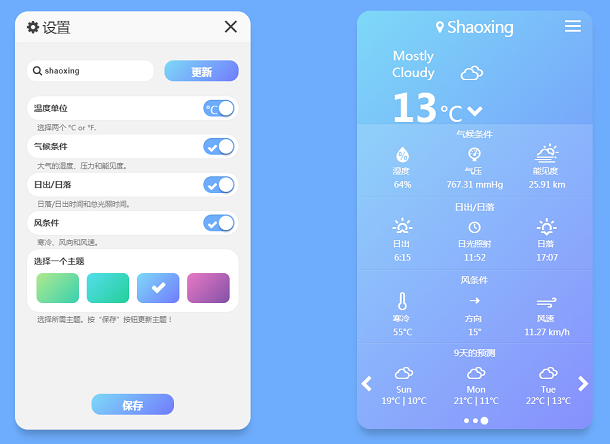 设置
shaoxing
更新
温度单位
°C
选择两个 °C or °F.
气候条件
大气的湿度、压力和能见度。
日出/日落
日落/日出时间和总光照时间。
风条件
寒冷、风向和风速。
选择一个主题
选择所需主题。按“保存”按钮更新主题！
保存
Shaoxing
Mostly
Cloudy
13°C
气候条件
湿度 气压 能见度
64% 767.31 mmHg 25.91 km
日出/日落
日出 日光照射 日落
6:15 11:52 17:07
风条件
寒冷 方向 风速
55°C 15° 11.27 km/h
9天的预测
Sun Mon Tue
19°C | 10°C 21°C | 11°C 22°C | 13°C